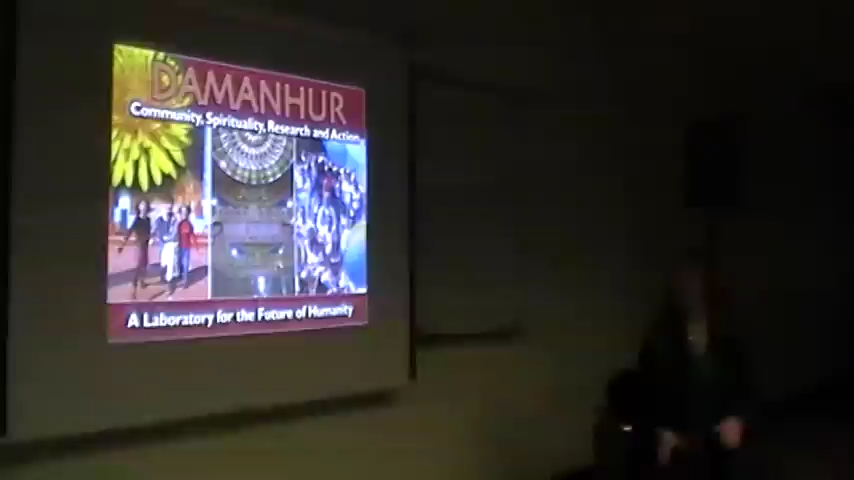 DAMANHUR
Community, Spirituality, Research and Action
A Laboratory for the Future of Humanity